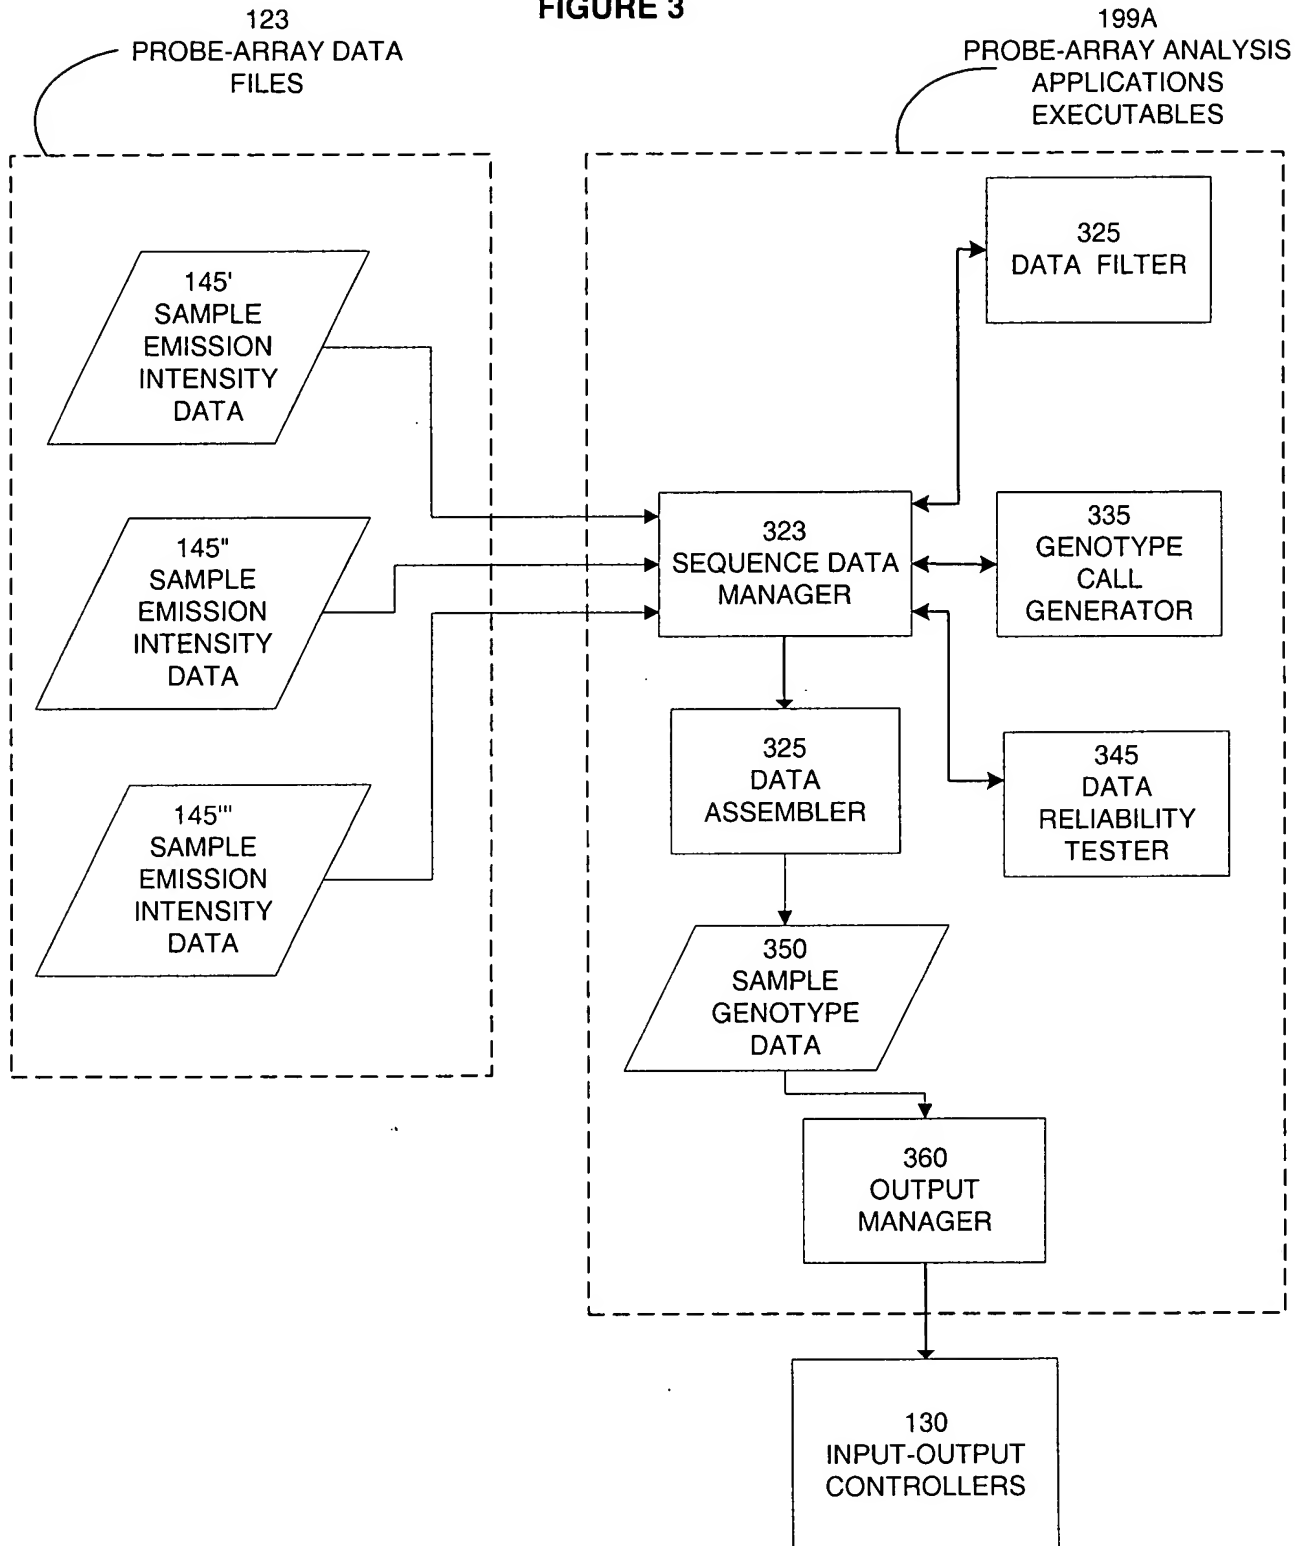 FIGURE 3
123
PROBE-ARRAY DATA
FILES
199A
PROBE-ARRAY ANALYSIS
APPLICATIONS
EXECUTABLES
145'
SAMPLE
EMISSION
INTENSITY
DATA
145"
SAMPLE
EMISSION
INTENSITY
DATA
145'"
SAMPLE
EMISSION
INTENSITY
DATA
325
DATA FILTER
323
SEQUENCE DATA
MANAGER
335
GENOTYPE
CALL
GENERATOR
325
DATA
ASSEMBLER
345
DATA
RELIABILITY
TESTER
350
SAMPLE
GENOTYPE
DATA
360
OUTPUT
MANAGER
130
INPUT-OUTPUT
CONTROLLERS